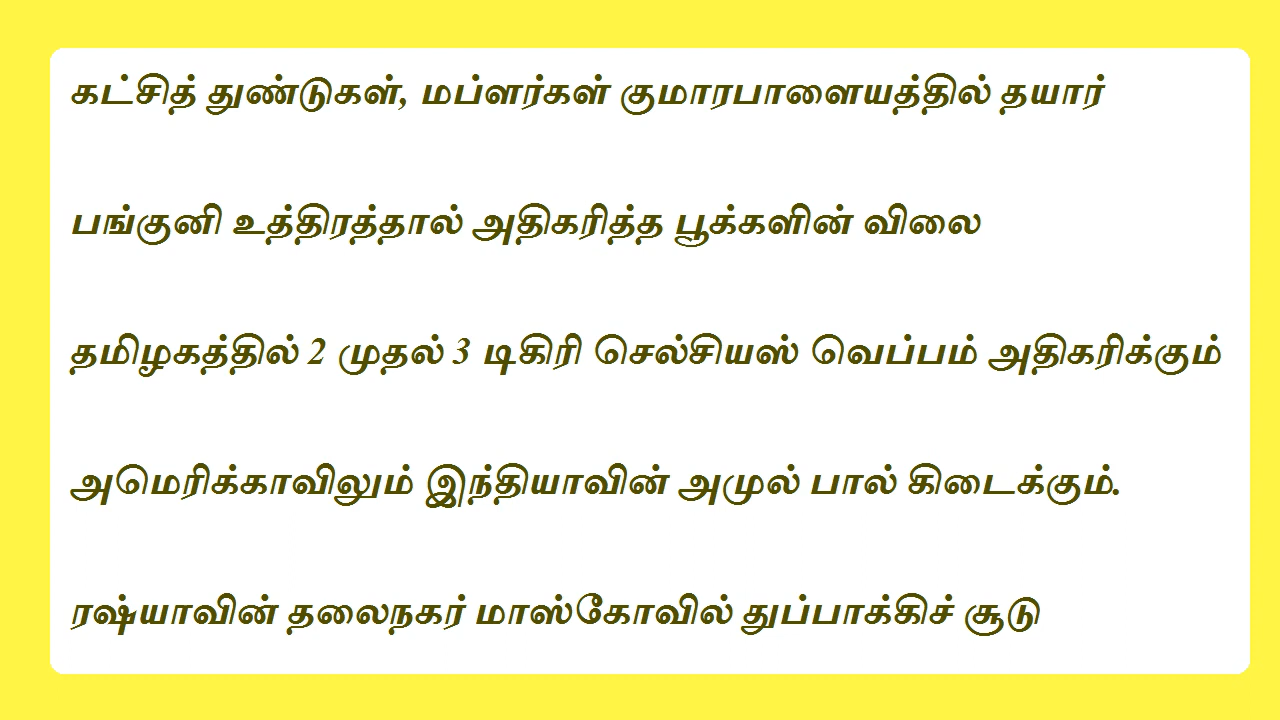 கட்சித் துண்டுகள், மப்ளர்கள் குமாரபாளையத்தில் தயார்
பங்குனி உத்திரத்தால் அதிகரித்த பூக்களின் விலை
தமிழகத்தில் 2 முதல் 3 டிகிரி செல்சியஸ் வெப்பம் அதிகரிக்கும்
அமெரிக்காவிலும் இந்தியாவின் அமுல் பால் கிடைக்கும்.
ரஷ்யாவின் தலைநகர் மாஸ்கோவில் துப்பாக்கிச் சூடு